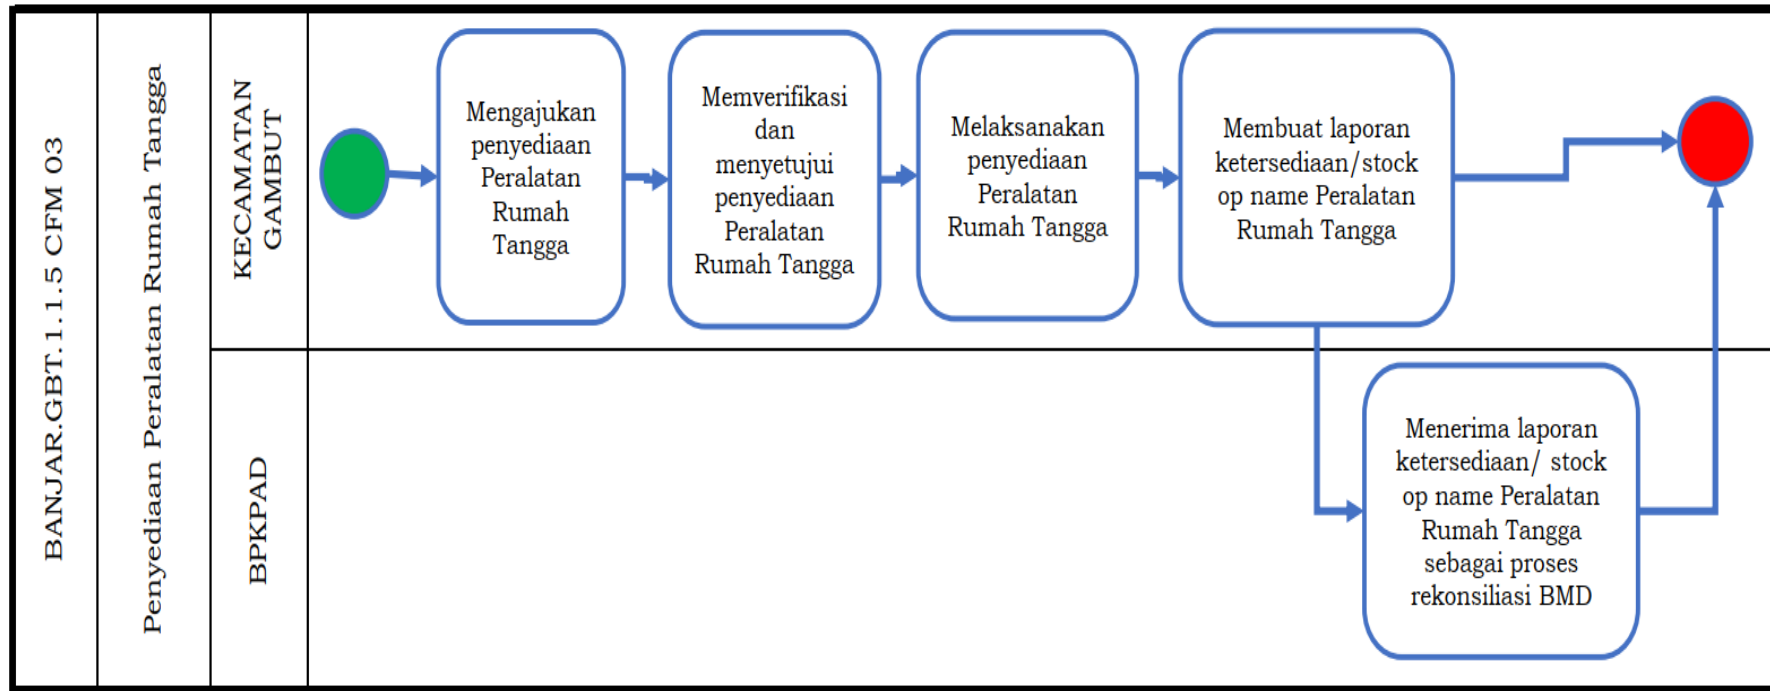 BANJAR.GBT.1.1.5 CFM 03
Penyediaan Peralatan Rumah Tangga
KECAMATAN
GAMBUT
Mengajukan
penyediaan
Peralatan
Rumah
Tangga
Memverifikasi
dan
menyetujui
penyediaan
Peralatan
Rumah Tangga
Melaksanakan
penyediaan
Peralatan
Rumah Tangga
Membuat laporan
ketersediaan/stock
op name Peralatan
Rumah Tangga
BPKPAD
Menerima laporan
ketersediaan/ stock
op name Peralatan
Rumah Tangga
sebagai proses
rekonsiliasi BMD